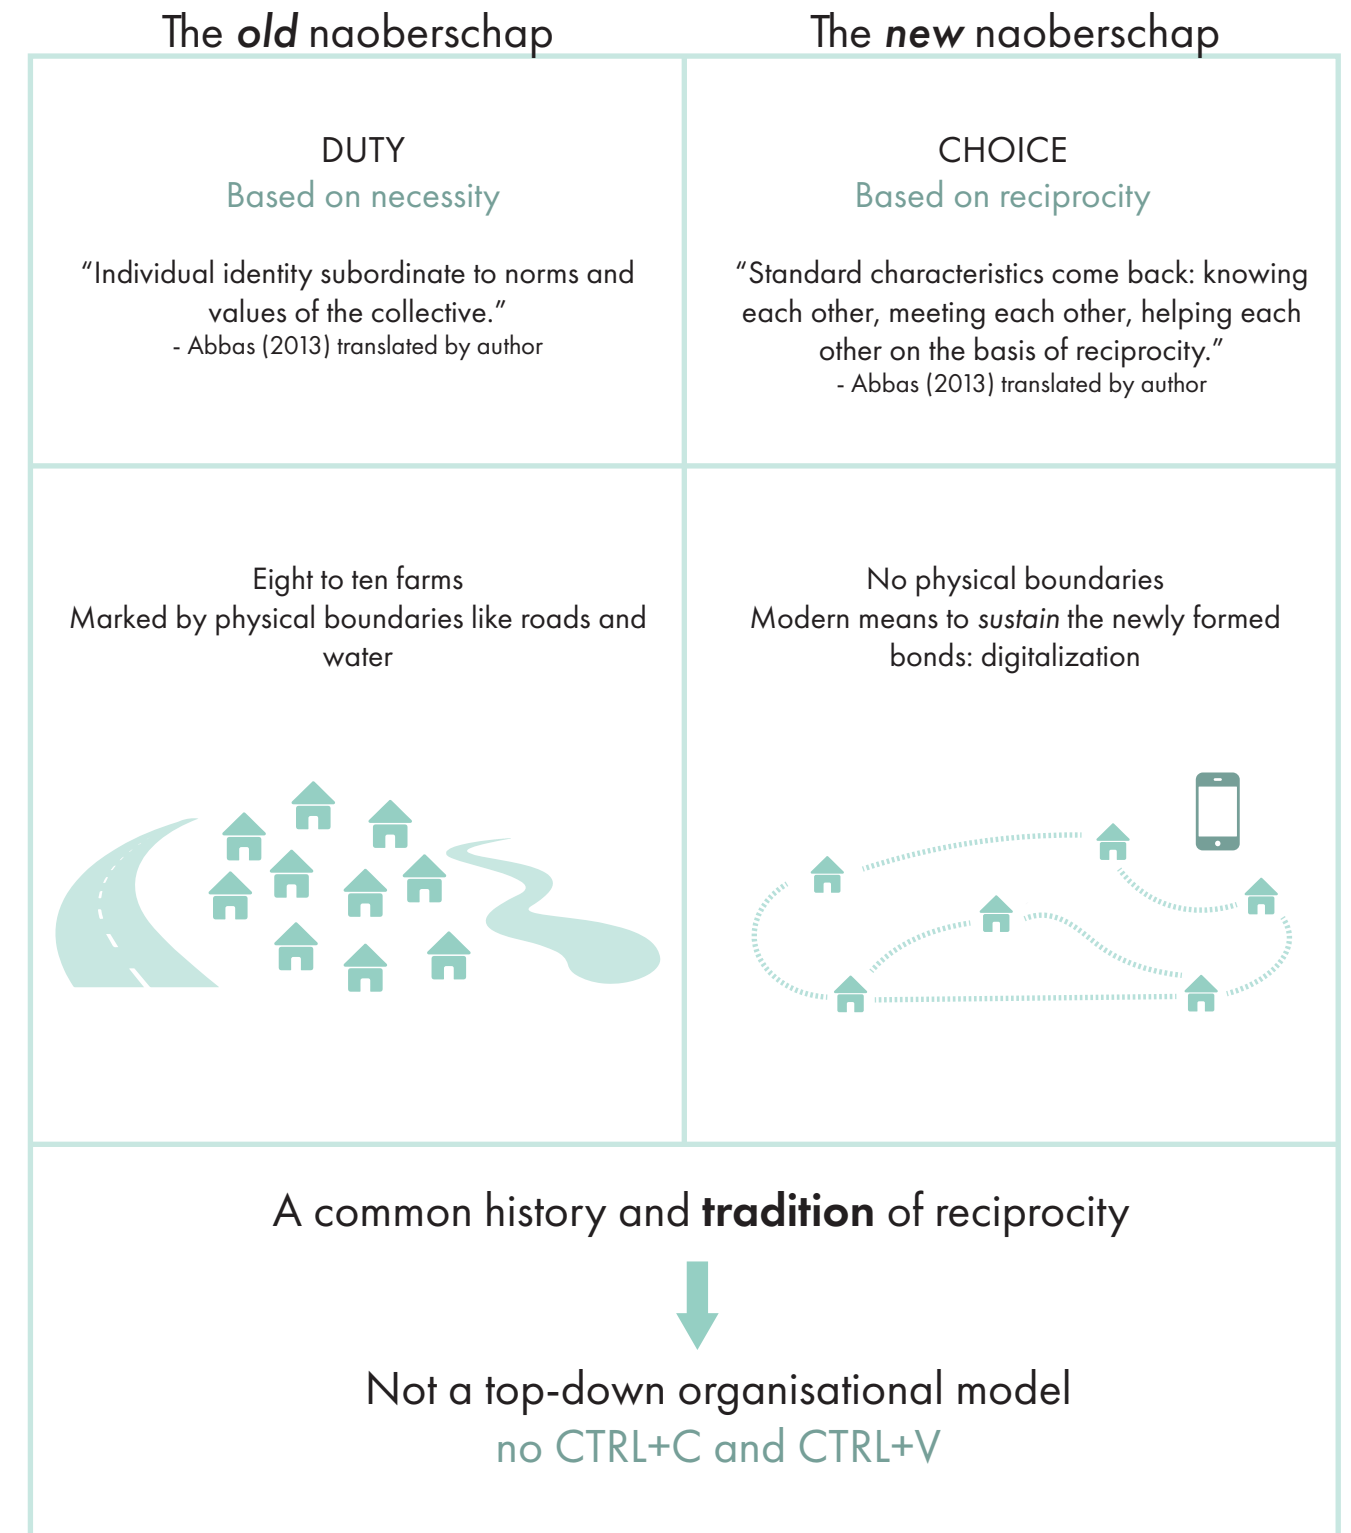 The old naoberschap
The new naoberschap
DUTY
Based on necessity
“Individual identity subordinate to norms and
values of the collective.”
- Abbas (2013) translated by author
CHOICE
Based on reciprocity
“Standard characteristics come back: knowing
each other, meeting each other, helping each
other on the basis of reciprocity.”
- Abbas (2013) translated by author
Eight to ten farms
Marked by physical boundaries like roads and
water
No physical boundaries
Modern means to sustain the newly formed
bonds: digitalization
A common history and tradition of reciprocity
Not a top-down organisational model
no CTRL+C and CTRL+V